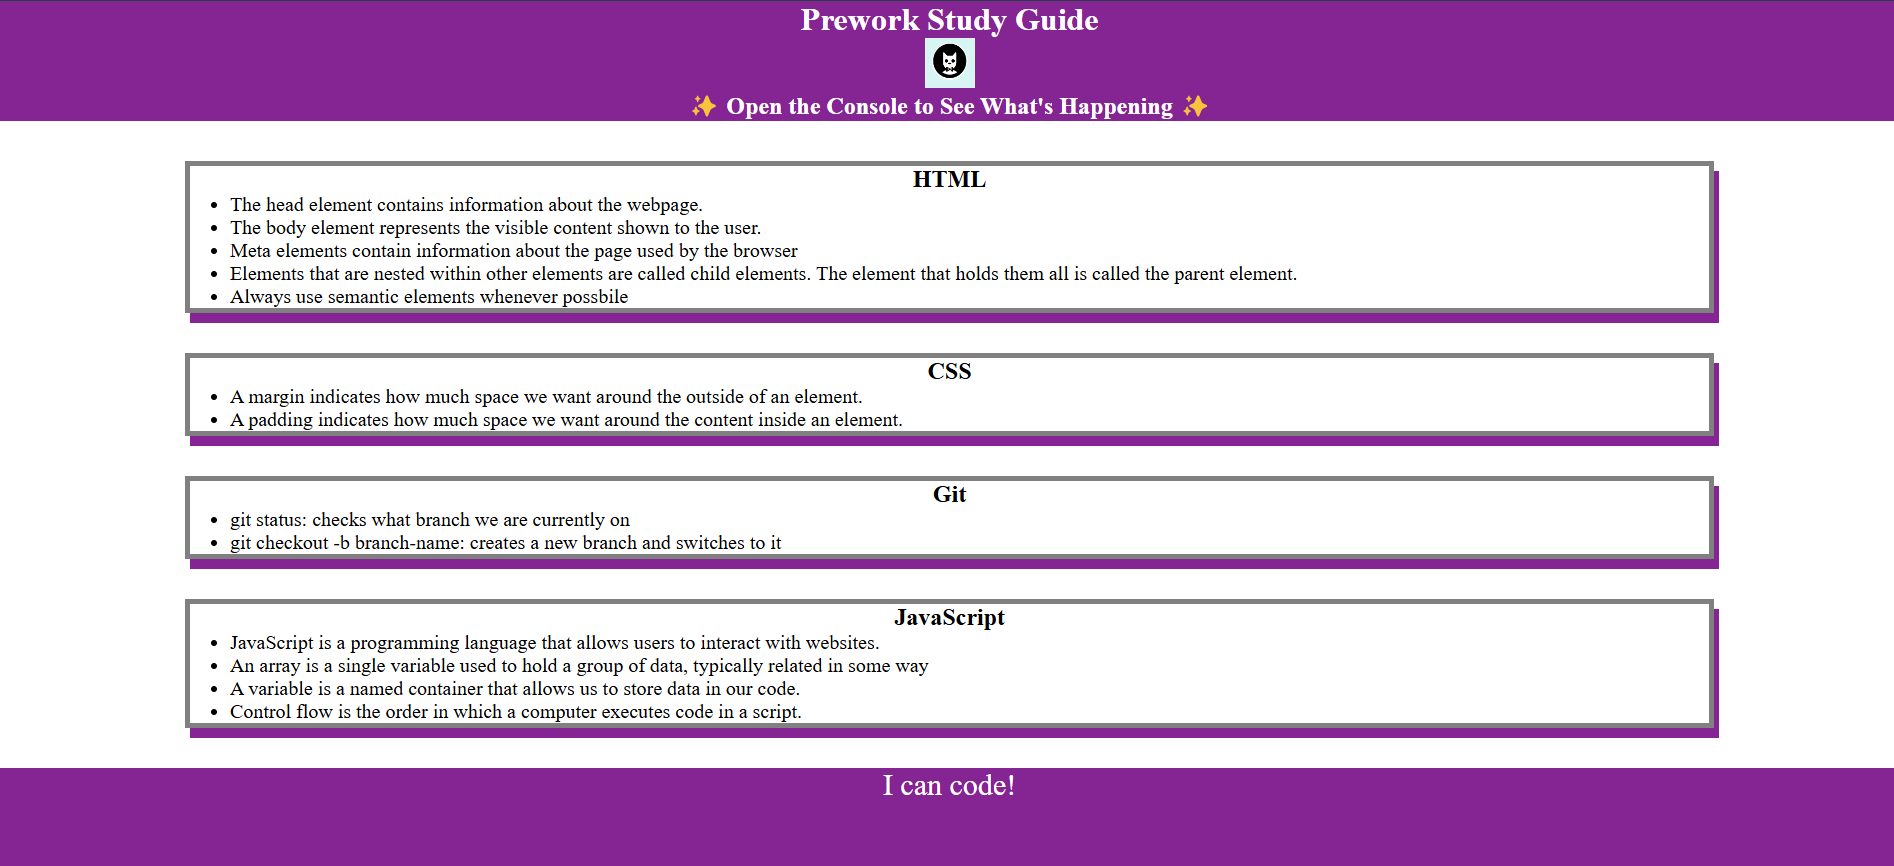 Prework Study Guide
✨ Open the Console to See What's Happening ✨
HTML
• The head element contains information about the webpage.
• The body element represents the visible content shown to the user.
• Meta elements contain information about the page used by the browser
• Elements that are nested within other elements are called child elements. The element that holds them all is called the parent element.
• Always use semantic elements whenever possbile
CSS
• A margin indicates how much space we want around the outside of an element.
• A padding indicates how much space we want around the content inside an element.
Git
• git status: checks what branch we are currently on
• git checkout -b branch-name: creates a new branch and switches to it
JavaScript
• JavaScript is a programming language that allows users to interact with websites.
• An array is a single variable used to hold a group of data, typically related in some way
• A variable is a named container that allows us to store data in our code.
• Control flow is the order in which a computer executes code in a script.
I can code!